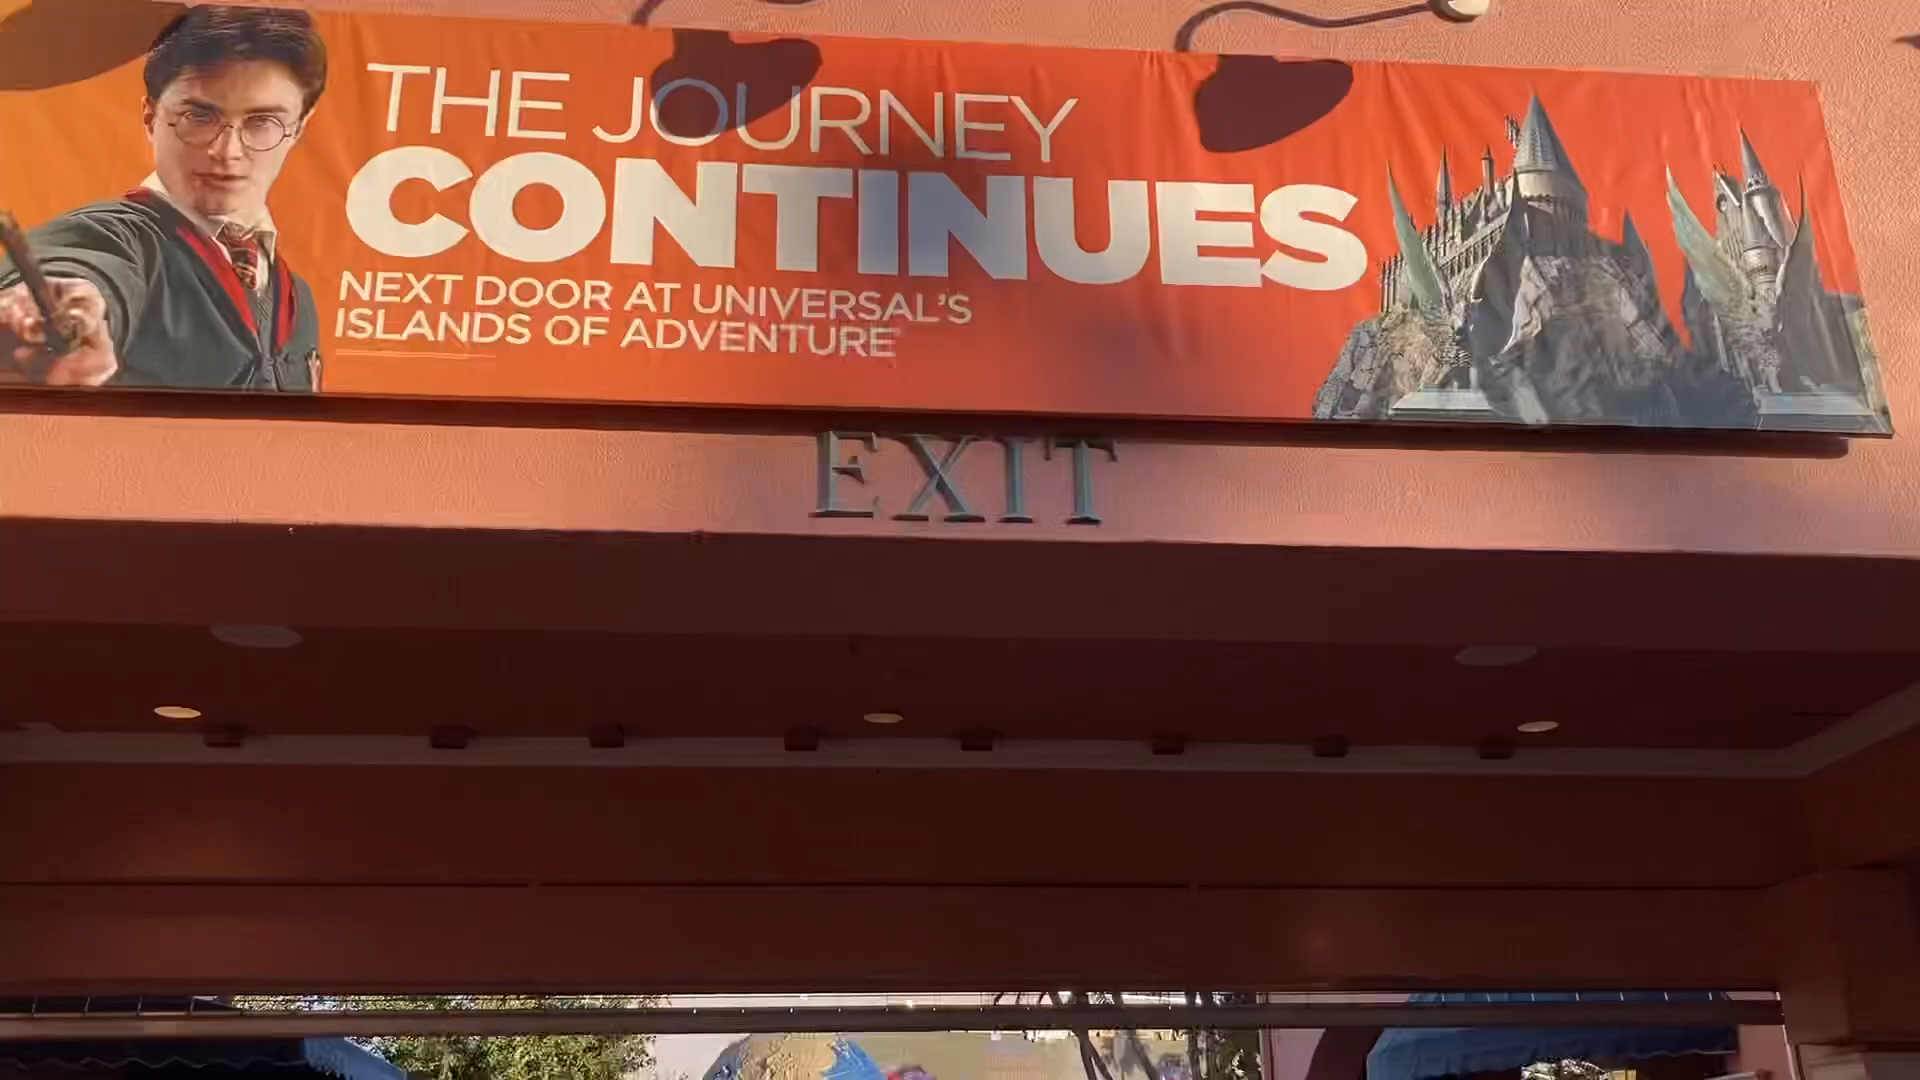 THE JOURNEY
CONTINUES
NEXT DOOR AT UNIVERSAL'S
ISLANDS OF ADVENTURE
EXIT